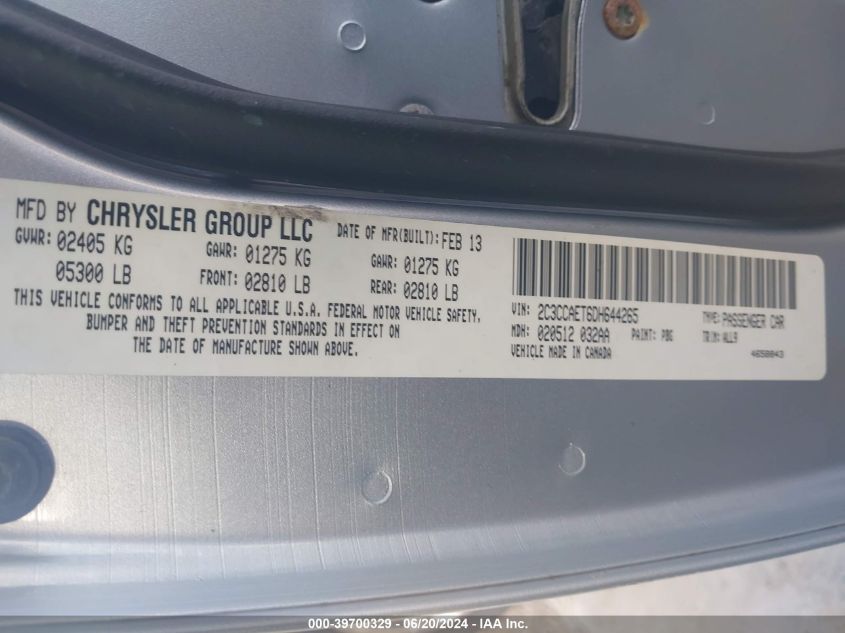 MFD BY CHRYSLER GROUP LLC DATE OF MFR(BUILT): FEB 13
GVWR: 02405 KG GAWR: 01275 KG GAWR: 01275 KG
05300 LB FRONT: 02810 LB REAR: 02810 LB
THIS VEHICLE CONFORMS TO ALL APPLICABLE U.S.A. FEDERAL MOTOR VEHICLE SAFETY,
BUMPER AND THEFT PREVENTION STANDARDS IN EFFECT ON
THE DATE OF MANUFACTURE SHOWN ABOVE.
VIN: 2C3CCAET6DH644265 TYPE: PASSENGER CAR
MDH: 020512 032AA PAINT: PBG TRIM: ALL9
VEHICLE MADE IN CANADA 4658043
000-39700329 - 06/20/2024 - IAA Inc.